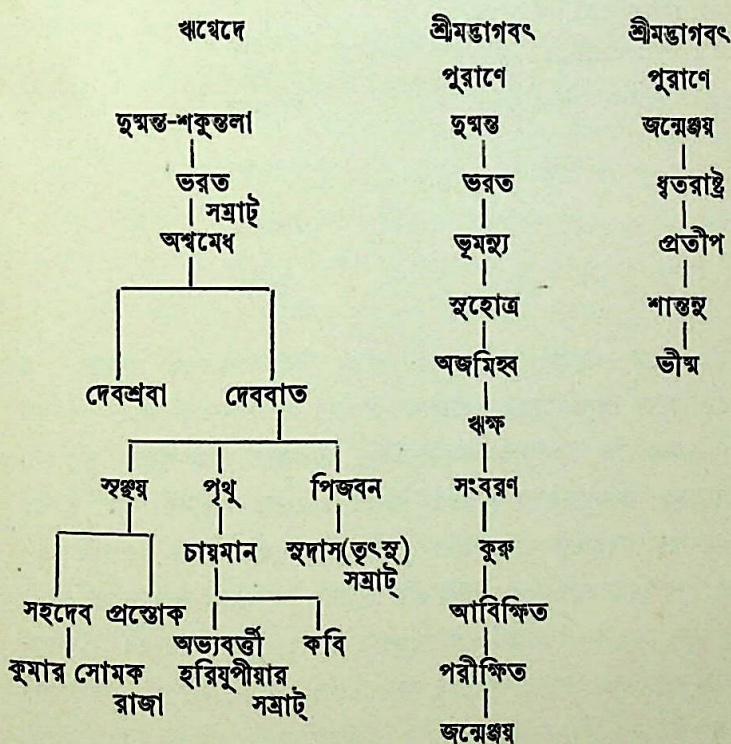 ঋগ্বেদে
দুষ্মন্ত-শকুন্তলা
ভরত
সম্রাট্
অশ্বমেধ
দেবশ্রবা দেববাত
সৃঞ্জয় পৃথু পিজবন
চায়মান সুদাস(তৃৎসু)
সম্রাট্
সহদেব প্রস্তোক
অভ্যবর্ত্তী কবি
কুমার সোমক হরিযুপীয়ার
রাজা সম্রাট্
শ্রীমদ্ভাগবৎ
পুরাণে
দুষ্মন্ত
ভরত
ভূমন্যু
সুহোত্র
অজমিহ্ব
ঋক্ষ
সংবরণ
কুরু
আবিক্ষিত
পরীক্ষিত
জন্মেঞ্জয়
শ্রীমদ্ভাগবৎ
পুরাণে
জন্মেঞ্জয়
ধৃতরাষ্ট্র
প্রতীপ
শান্তনু
ভীষ্ম